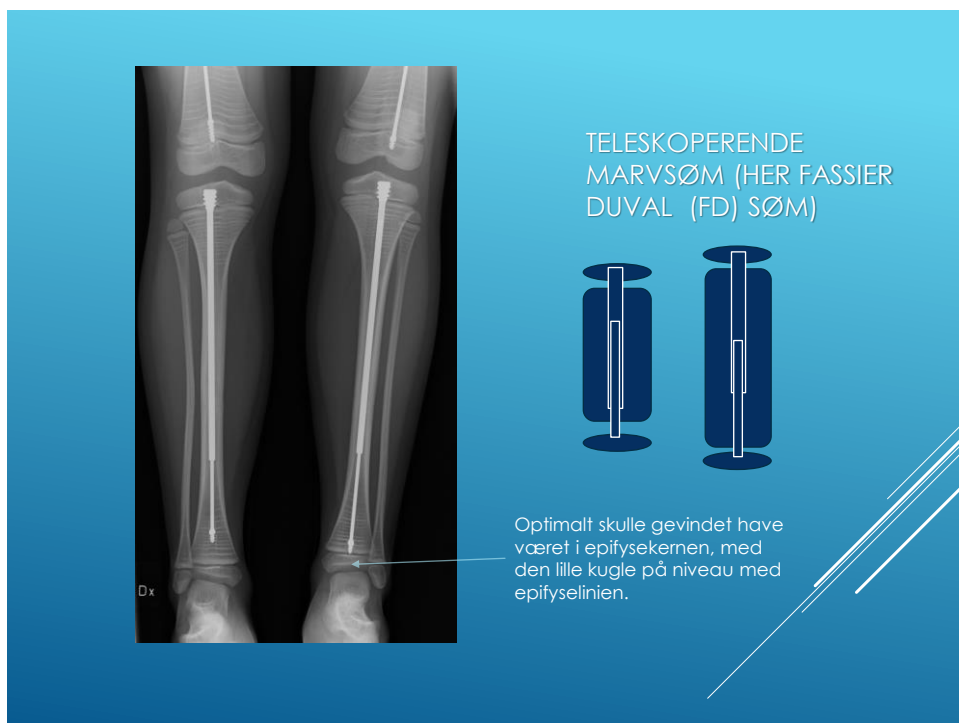 TELESKOPERENDE
MARVSØM (HER FASSIER
DUVAL (FD) SØM)
Optimalt skulle gevindet have
været i epifysekernen, med
den lille kugle på niveau med
epifyselinien.
Dx